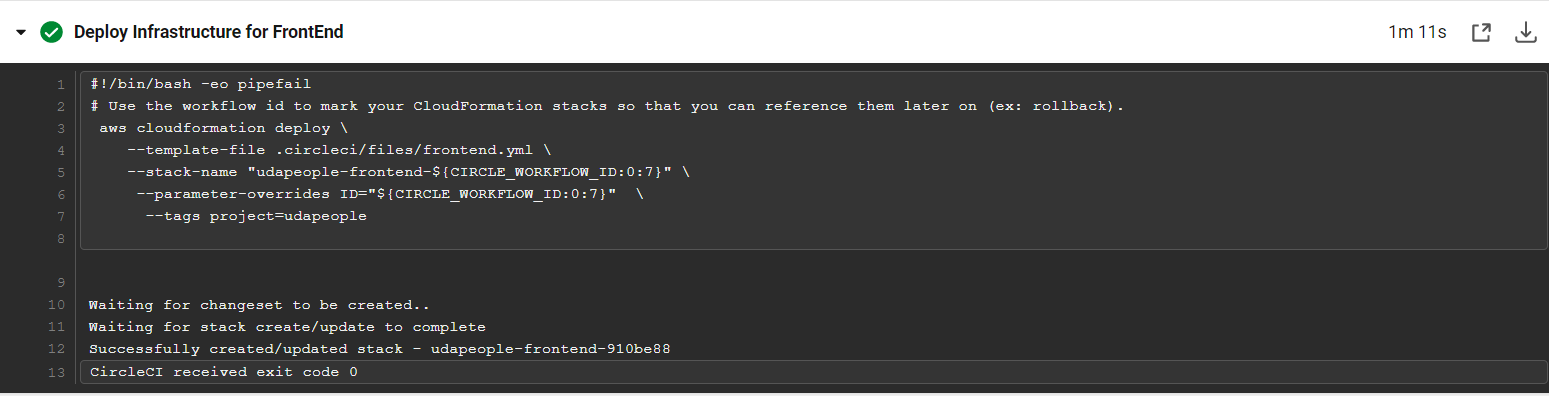 Deploy Infrastructure for FrontEnd 1m 11s
1 #!/bin/bash -eo pipefail
2 # Use the workflow id to mark your CloudFormation stacks so that you can reference them later on (ex: rollback).
3 aws cloudformation deploy \
4 --template-file .circleci/files/frontend.yml \
5 --stack-name "udapeople-frontend-${CIRCLE_WORKFLOW_ID:0:7}" \
6 --parameter-overrides ID="${CIRCLE_WORKFLOW_ID:0:7}" \
7 --tags project=udapeople
8
9
10 Waiting for changeset to be created..
11 Waiting for stack create/update to complete
12 Successfully created/updated stack - udapeople-frontend-910be88
13 CircleCI received exit code 0